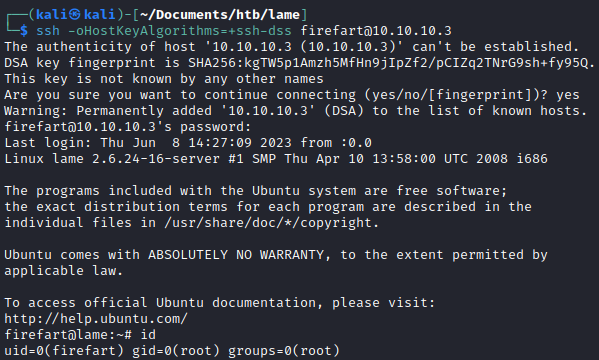 ┌──(kali㉿kali)-[~/Documents/htb/lame]
└─$ ssh -oHostKeyAlgorithms=+ssh-dss firefart@10.10.10.3
The authenticity of host '10.10.10.3 (10.10.10.3)' can't be established.
DSA key fingerprint is SHA256:kgTW5p1Amzh5MfHn9jIpZf2/pCIZq2TNrG9sh+fy95Q.
This key is not known by any other names
Are you sure you want to continue connecting (yes/no/[fingerprint])? yes
Warning: Permanently added '10.10.10.3' (DSA) to the list of known hosts.
firefart@10.10.10.3's password:
Last login: Thu Jun  8 14:27:09 2023 from :0.0
Linux lame 2.6.24-16-server #1 SMP Thu Apr 10 13:58:00 UTC 2008 i686

The programs included with the Ubuntu system are free software;
the exact distribution terms for each program are described in the
individual files in /usr/share/doc/*/copyright.

Ubuntu comes with ABSOLUTELY NO WARRANTY, to the extent permitted by
applicable law.

To access official Ubuntu documentation, please visit:
http://help.ubuntu.com/
firefart@lame:~# id
uid=0(firefart) gid=0(root) groups=0(root)